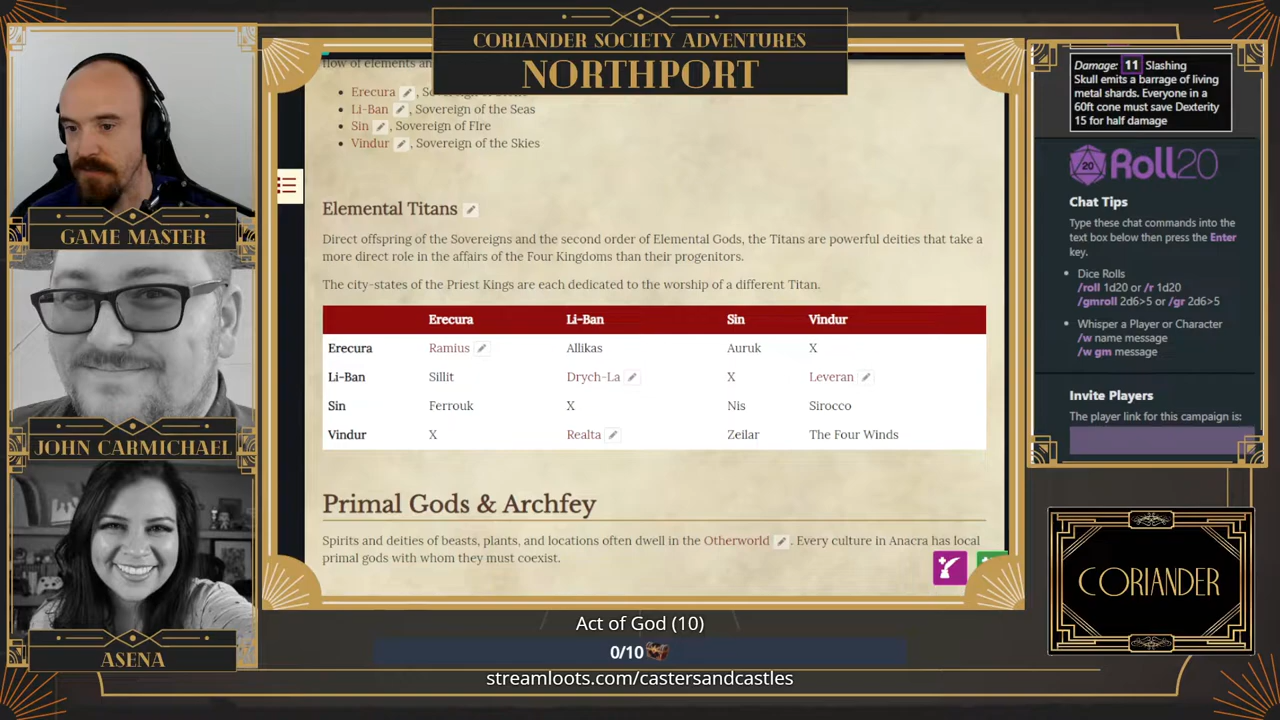 CORIANDER SOCIETY ADVENTURES
NORTHPORT
GAME MASTER
JOHN CARMICHAEL
ASENA
flow of elements an
Erecura , So
Li-Ban , Sovereign of the Seas
Sin , Sovereign of FIre
Vindur , Sovereign of the Skies
Elemental Titans
Direct offspring of the Sovereigns and the second order of Elemental Gods, the Titans are powerful deities that take a
more direct role in the affairs of the Four Kingdoms than their progenitors.
The city-states of the Priest Kings are each dedicated to the worship of a different Titan.
Erecura Li-Ban Sin Vindur
Erecura Ramius Allikas Auruk X
Li-Ban Sillit Drych-La X Leveran
Sin Ferrouk X Nis Sirocco
Vindur X Realta Zeilar The Four Winds
Primal Gods & Archfey
Spirits and deities of beasts, plants, and locations often dwell in the Otherworld . Every culture in Anacra has local
primal gods with whom they must coexist.
Damage: 11 Slashing
Skull emits a barrage of living
metal shards. Everyone in a
60ft cone must save Dexterity
15 for half damage
20
Roll20
Chat Tips
Type these chat commands into the
text box below then press the Enter
key.
Dice Rolls
/roll 1d20 or /r 1d20
/gmroll 2d6>5 or /gr 2d6>5
Whisper a Player or Character
/w name message
/w gm message
Invite Players
The player link for this campaign is:
CORIANDER
Act of God (10)
0/10
streamloots.com/castersandcastles